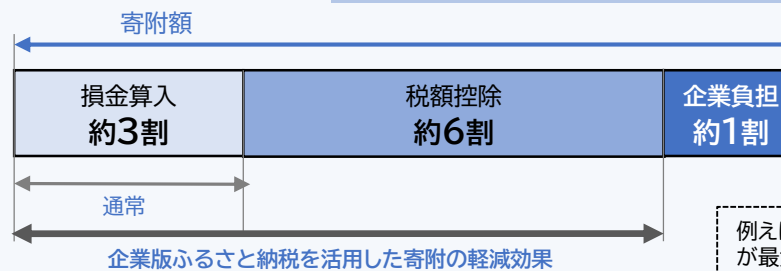 寄附額
損金算入
約3割
税額控除
約6割
企業負担
約1割
通常
企業版ふるさと納税を活用した寄附の軽減効果
例えば
が最